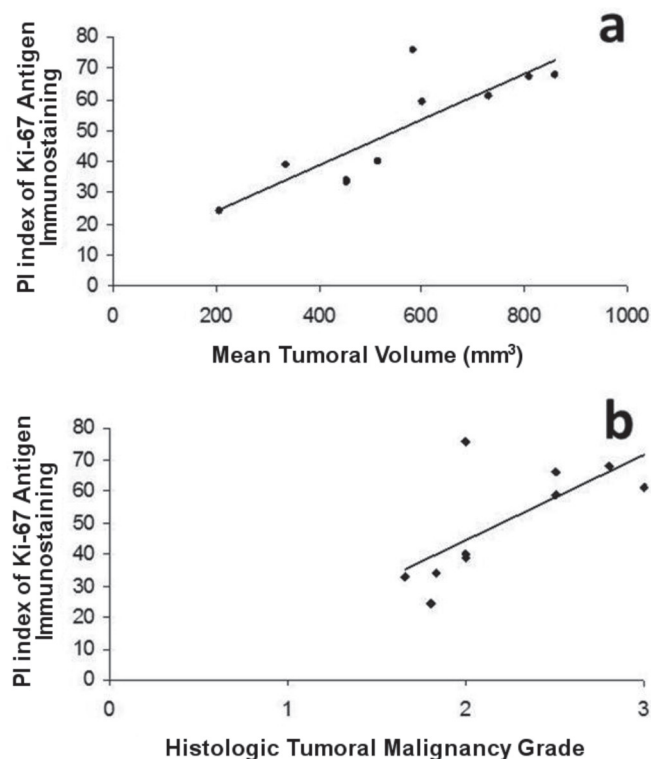 a
80
70
60
50
40
30
20
10
0
PI index of Ki-67 Antigen
Immunostaining
0 200 400 600 800 1000
Mean Tumoral Volume (mm³)
b
80
70
60
50
40
30
20
10
0
PI index of Ki-67 Antigen
Immunostaining
0 1 2 3
Histologic Tumoral Malignancy Grade